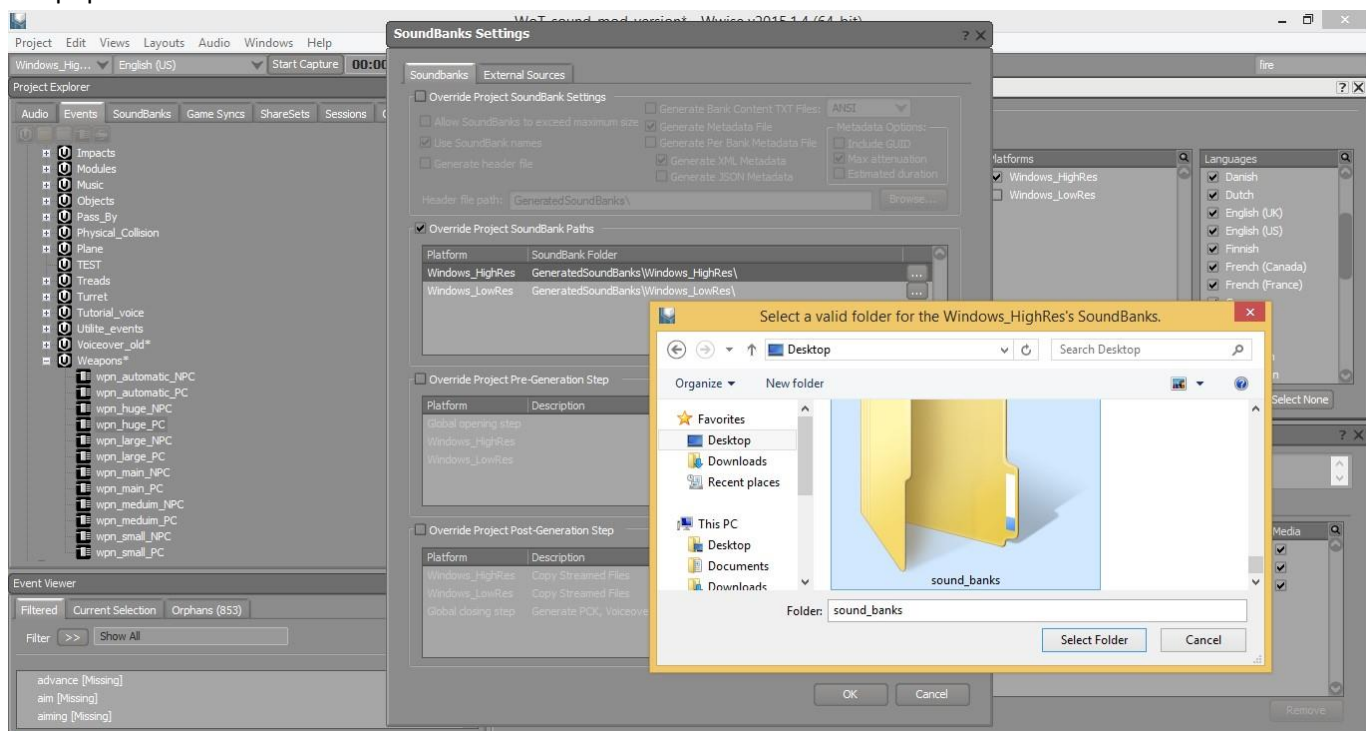 WoT_sound_mod_version* - Wwise v2015.1.4 (64-bit)
Project Edit Views Layouts Audio Windows Help
Windows_Hig... English (US) Start Capture 00:00 fire
Project Explorer
Audio Events SoundBanks Game Syncs ShareSets Sessions
Impacts
Modules
Music
Objects
Pass_By
Physical_Collision
Plane
TEST
Treads
Turret
Tutorial_voice
Utilite_events
Voiceover_old*
Weapons*
wpn_automatic_NPC
wpn_automatic_PC
wpn_huge_NPC
wpn_huge_PC
wpn_large_NPC
wpn_large_PC
wpn_main_NPC
wpn_main_PC
wpn_meduim_NPC
wpn_meduim_PC
wpn_small_NPC
wpn_small_PC
Event Viewer
Filtered Current Selection Orphans (853)
Filter >> Show All
advance [Missing]
aim [Missing]
aiming [Missing]
SoundBanks Settings
Soundbanks External Sources
Override Project SoundBank Settings
Allow SoundBanks to exceed maximum size
Use SoundBank names
Generate header file
Generate Bank Content TXT Files: ANSI
Generate Metadata File
Generate Per Bank Metadata File
Generate XML Metadata
Generate JSON Metadata
Metadata Options:
Include GUID
Max attenuation
Estimated duration
Header file path: GeneratedSoundBanks\ Browse...
Override Project SoundBank Paths
Platform SoundBank Folder
Windows_HighRes GeneratedSoundBanks\Windows_HighRes\ ...
Windows_LowRes GeneratedSoundBanks\Windows_LowRes\ ...
Override Project Pre-Generation Step
Platform Description
Global opening step
Windows_HighRes
Windows_LowRes
Override Project Post-Generation Step
Platform Description
Windows_HighRes Copy Streamed Files
Windows_LowRes Copy Streamed Files
Global closing step Generate PCK, Voiceove
OK Cancel
Select a valid folder for the Windows_HighRes's SoundBanks.
Desktop Search Desktop
Organize New folder
Favorites
Desktop
Downloads
Recent places
This PC
Desktop
Documents
Downloads
sound_banks
Folder: sound_banks
Select Folder Cancel
Platforms
Windows_HighRes
Windows_LowRes
Languages
Danish
Dutch
English (UK)
English (US)
Finnish
French (Canada)
French (France)
Select None
Media
Remove